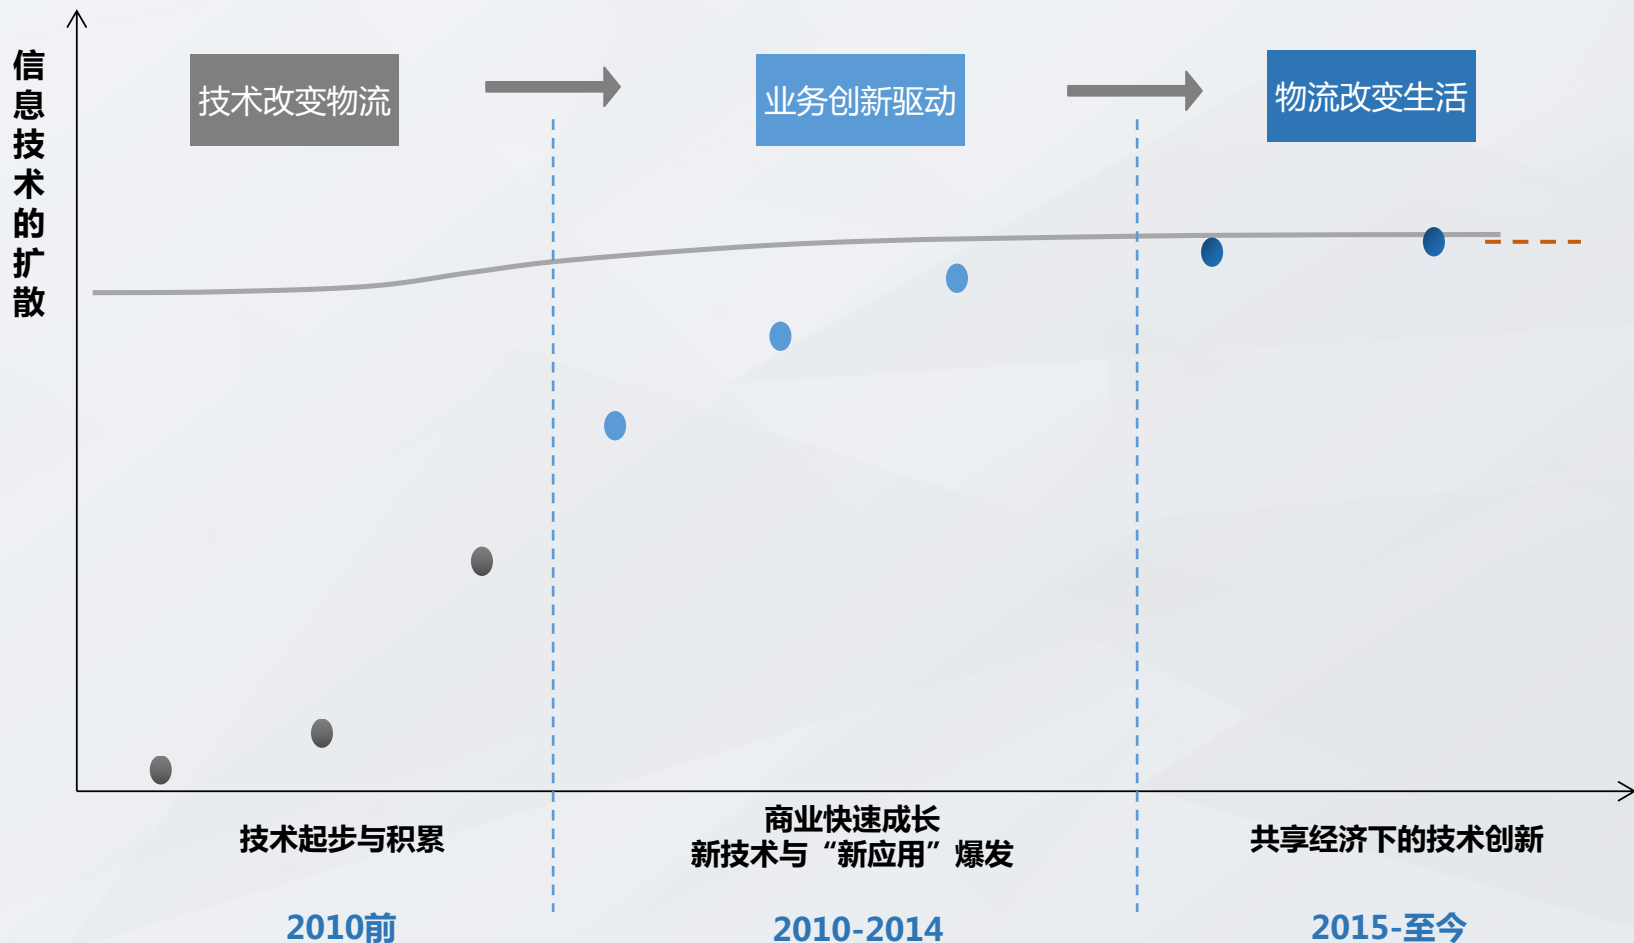 信息技术的扩散
技术改变物流
业务创新驱动
物流改变生活
技术起步与积累
商业快速成长
新技术与“新应用”爆发
共享经济下的技术创新
2010前
2010-2014
2015-至今